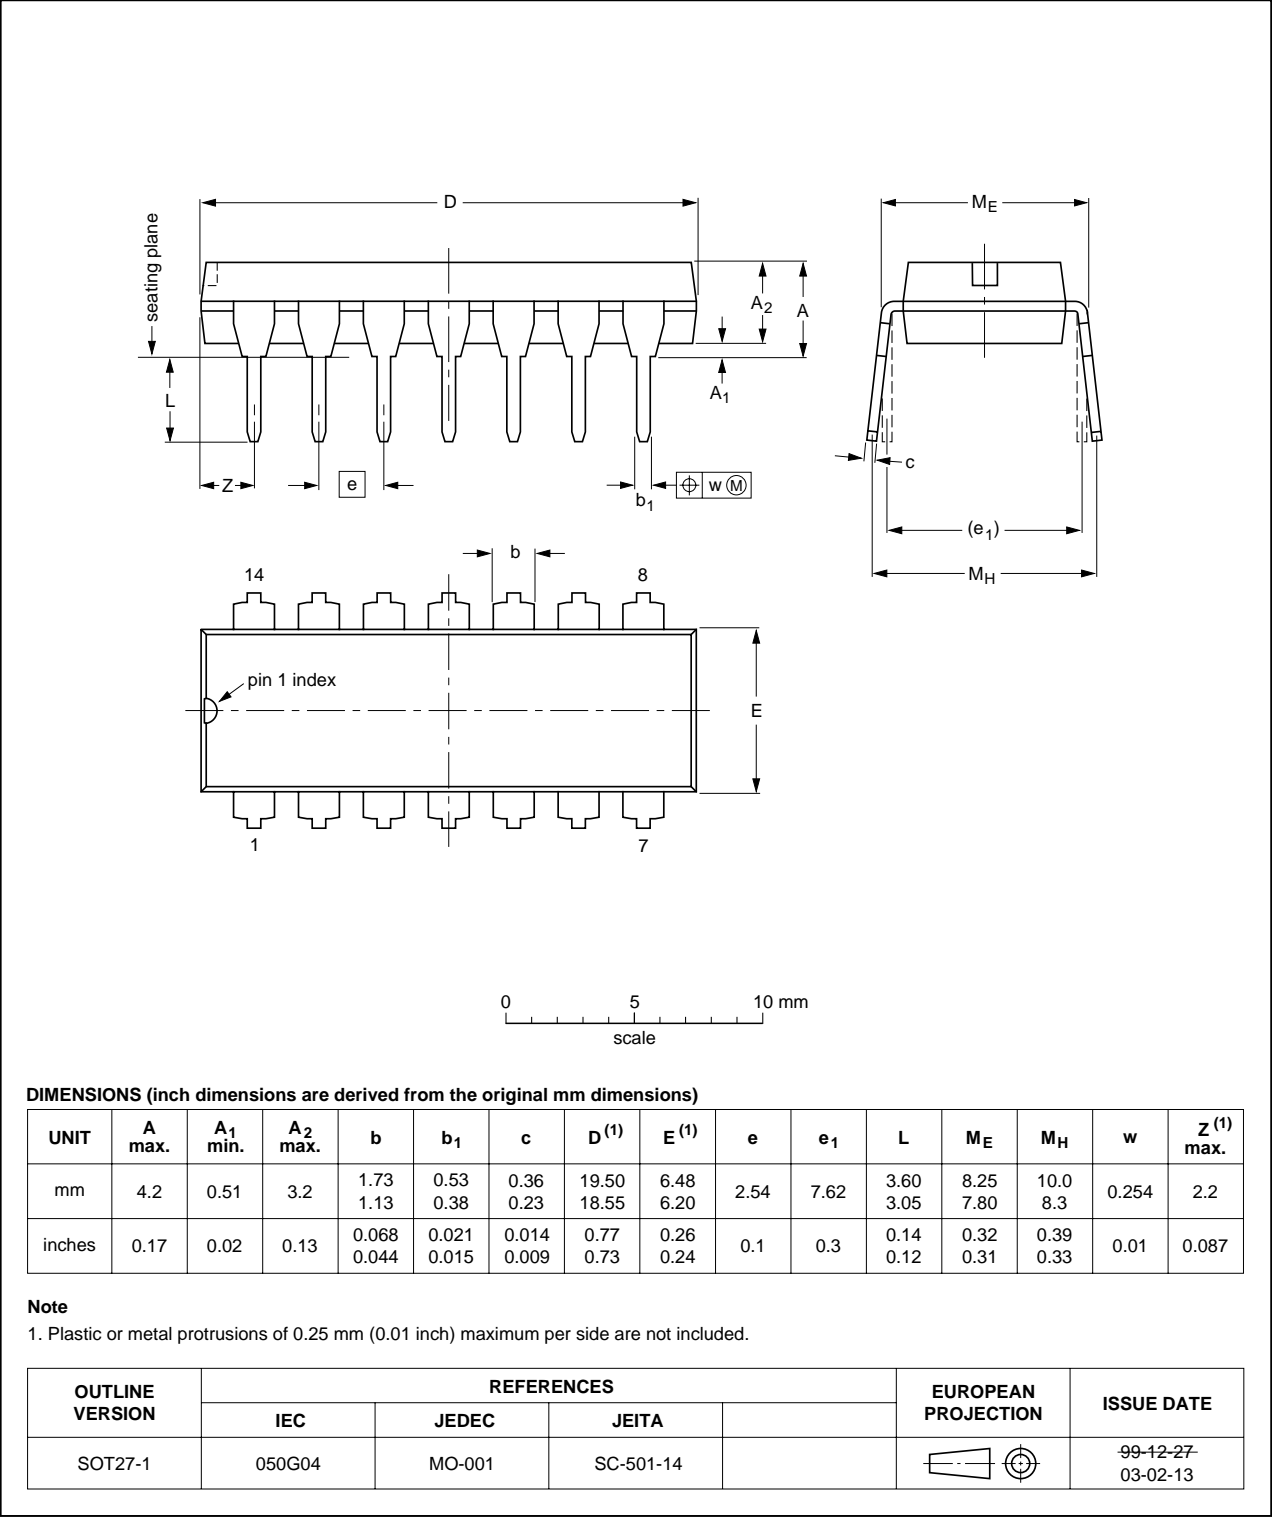 D
ME
seating plane
A2
A
A1
L
Z
e
b1
w M
c
(e1)
MH
b
14
8
pin 1 index
E
1
7
0
5
10 mm
scale
DIMENSIONS (inch dimensions are derived from the original mm dimensions)
UNIT A max. A1 min. A2 max. b b1 c D (1) E (1) e e1 L ME MH w Z (1) max.
mm 4.2 0.51 3.2 1.73 1.13 0.53 0.38 0.36 0.23 19.50 18.55 6.48 6.20 2.54 7.62 3.60 3.05 8.25 7.80 10.0 8.3 0.254 2.2
inches 0.17 0.02 0.13 0.068 0.044 0.021 0.015 0.014 0.009 0.77 0.73 0.26 0.24 0.1 0.3 0.14 0.12 0.32 0.31 0.39 0.33 0.01 0.087
Note
1. Plastic or metal protrusions of 0.25 mm (0.01 inch) maximum per side are not included.
OUTLINE VERSION
REFERENCES
EUROPEAN PROJECTION
ISSUE DATE
IEC JEDEC JEITA
SOT27-1 050G04 MO-001 SC-501-14
99-12-27
03-02-13